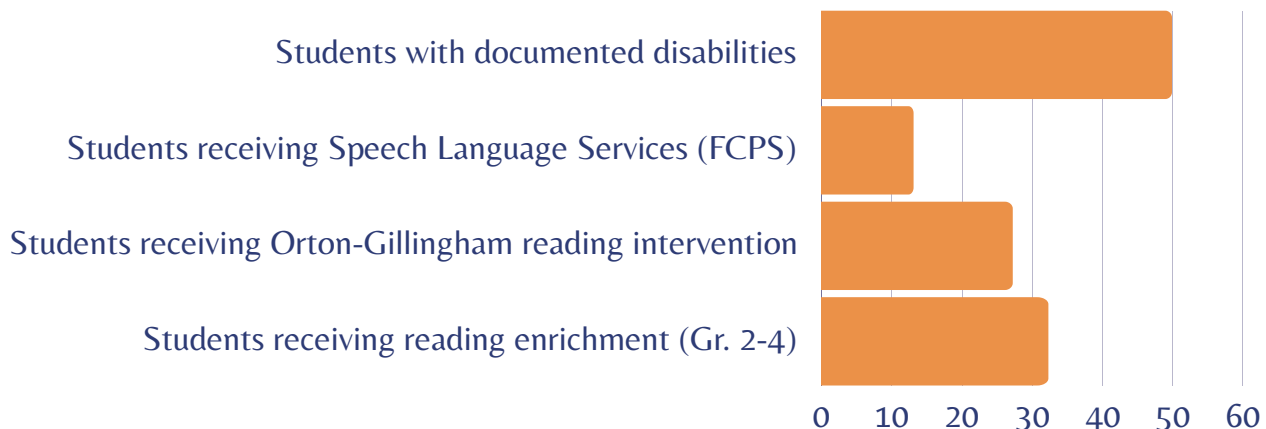 Students with documented disabilities
Students receiving Speech Language Services (FCPS)
Students receiving Orton-Gillingham reading intervention
Students receiving reading enrichment (Gr. 2-4)
0 10 20 30 40 50 60